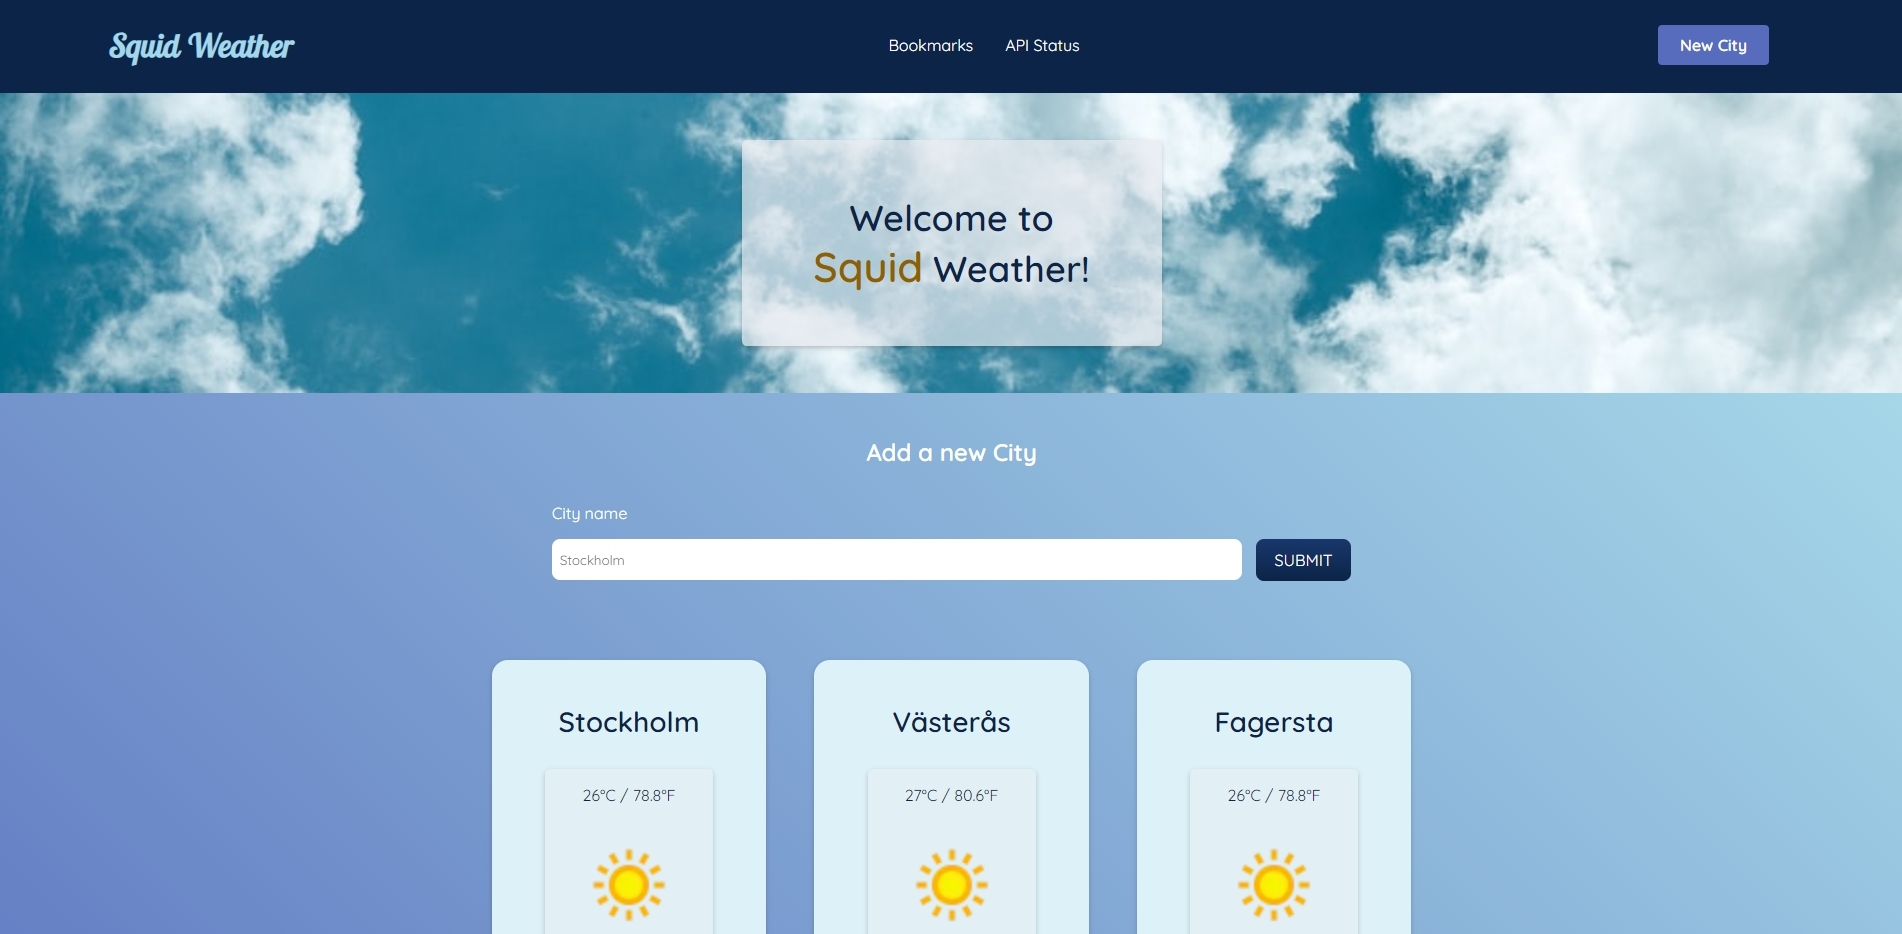 Squid Weather
Bookmarks
API Status
New City
Welcome to
Squid Weather!
Add a new City
City name
Stockholm
SUBMIT
Stockholm
Västerås
Fagersta
26°C / 78.8°F
27°C / 80.6°F
26°C / 78.8°F